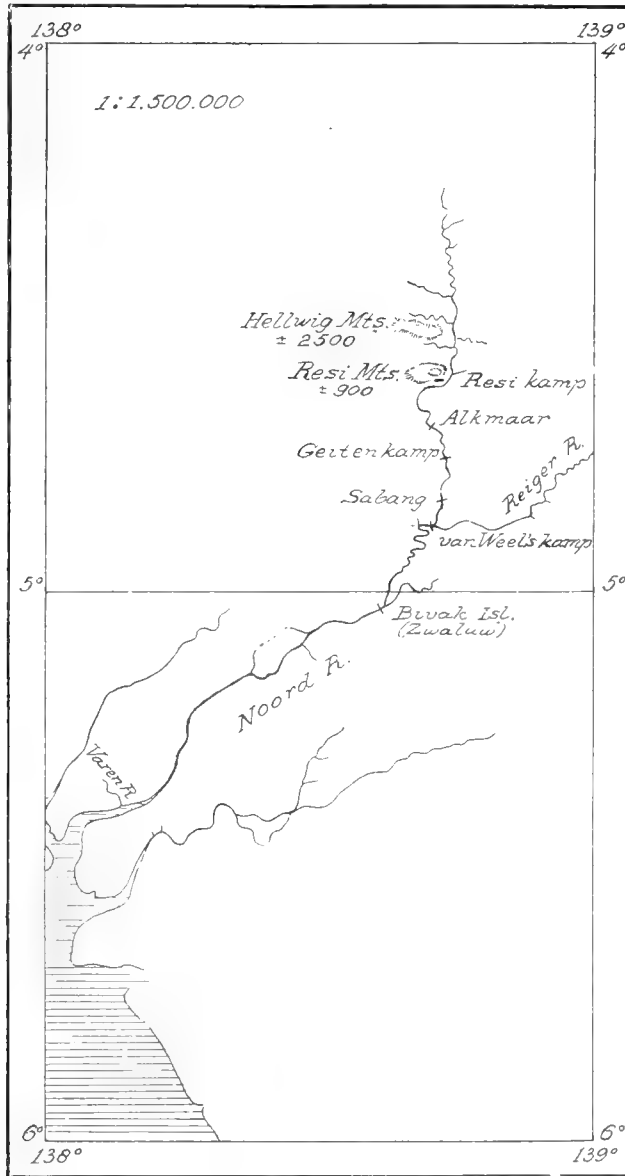 138° 139°
4° 4°
1:1.500.000
Hellwig Mts.
± 2500
Resi Mts.
± 900
Resi kamp
Alkmaar
Geitenkamp
Reiger R.
Sabang
van Weel's kamp
5° 5°
Bivak Isl.
(Zwaluw)
Noord R.
Varen R.
6° 6°
138° 139°